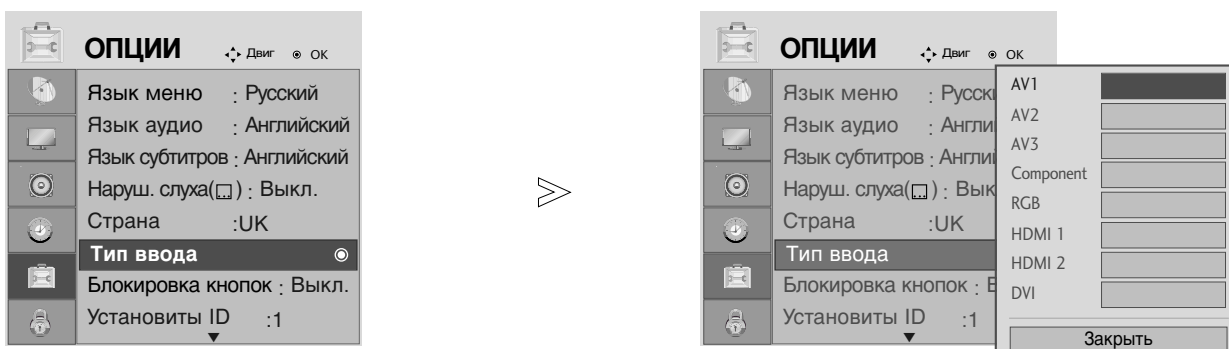 ОПЦИИ Двиг ОК
Язык меню : Русский
Язык аудио : Английский
Язык субтитров : Английский
Наруш. слуха( ) : Выкл.
Страна :UK
Тип ввода
Блокировка кнопок : Выкл.
Установиты ID :1
ОПЦИИ Двиг ОК
Язык меню : Русск
Язык аудио : Англи
Язык субтитров : Англий
Наруш. слуха( ) : Вык
Страна :UK
Тип ввода
Блокировка кнопок : В
Установиты ID :1
AV1
AV2
AV3
Component
RGB
HDMI 1
HDMI 2
DVI
Закрыть